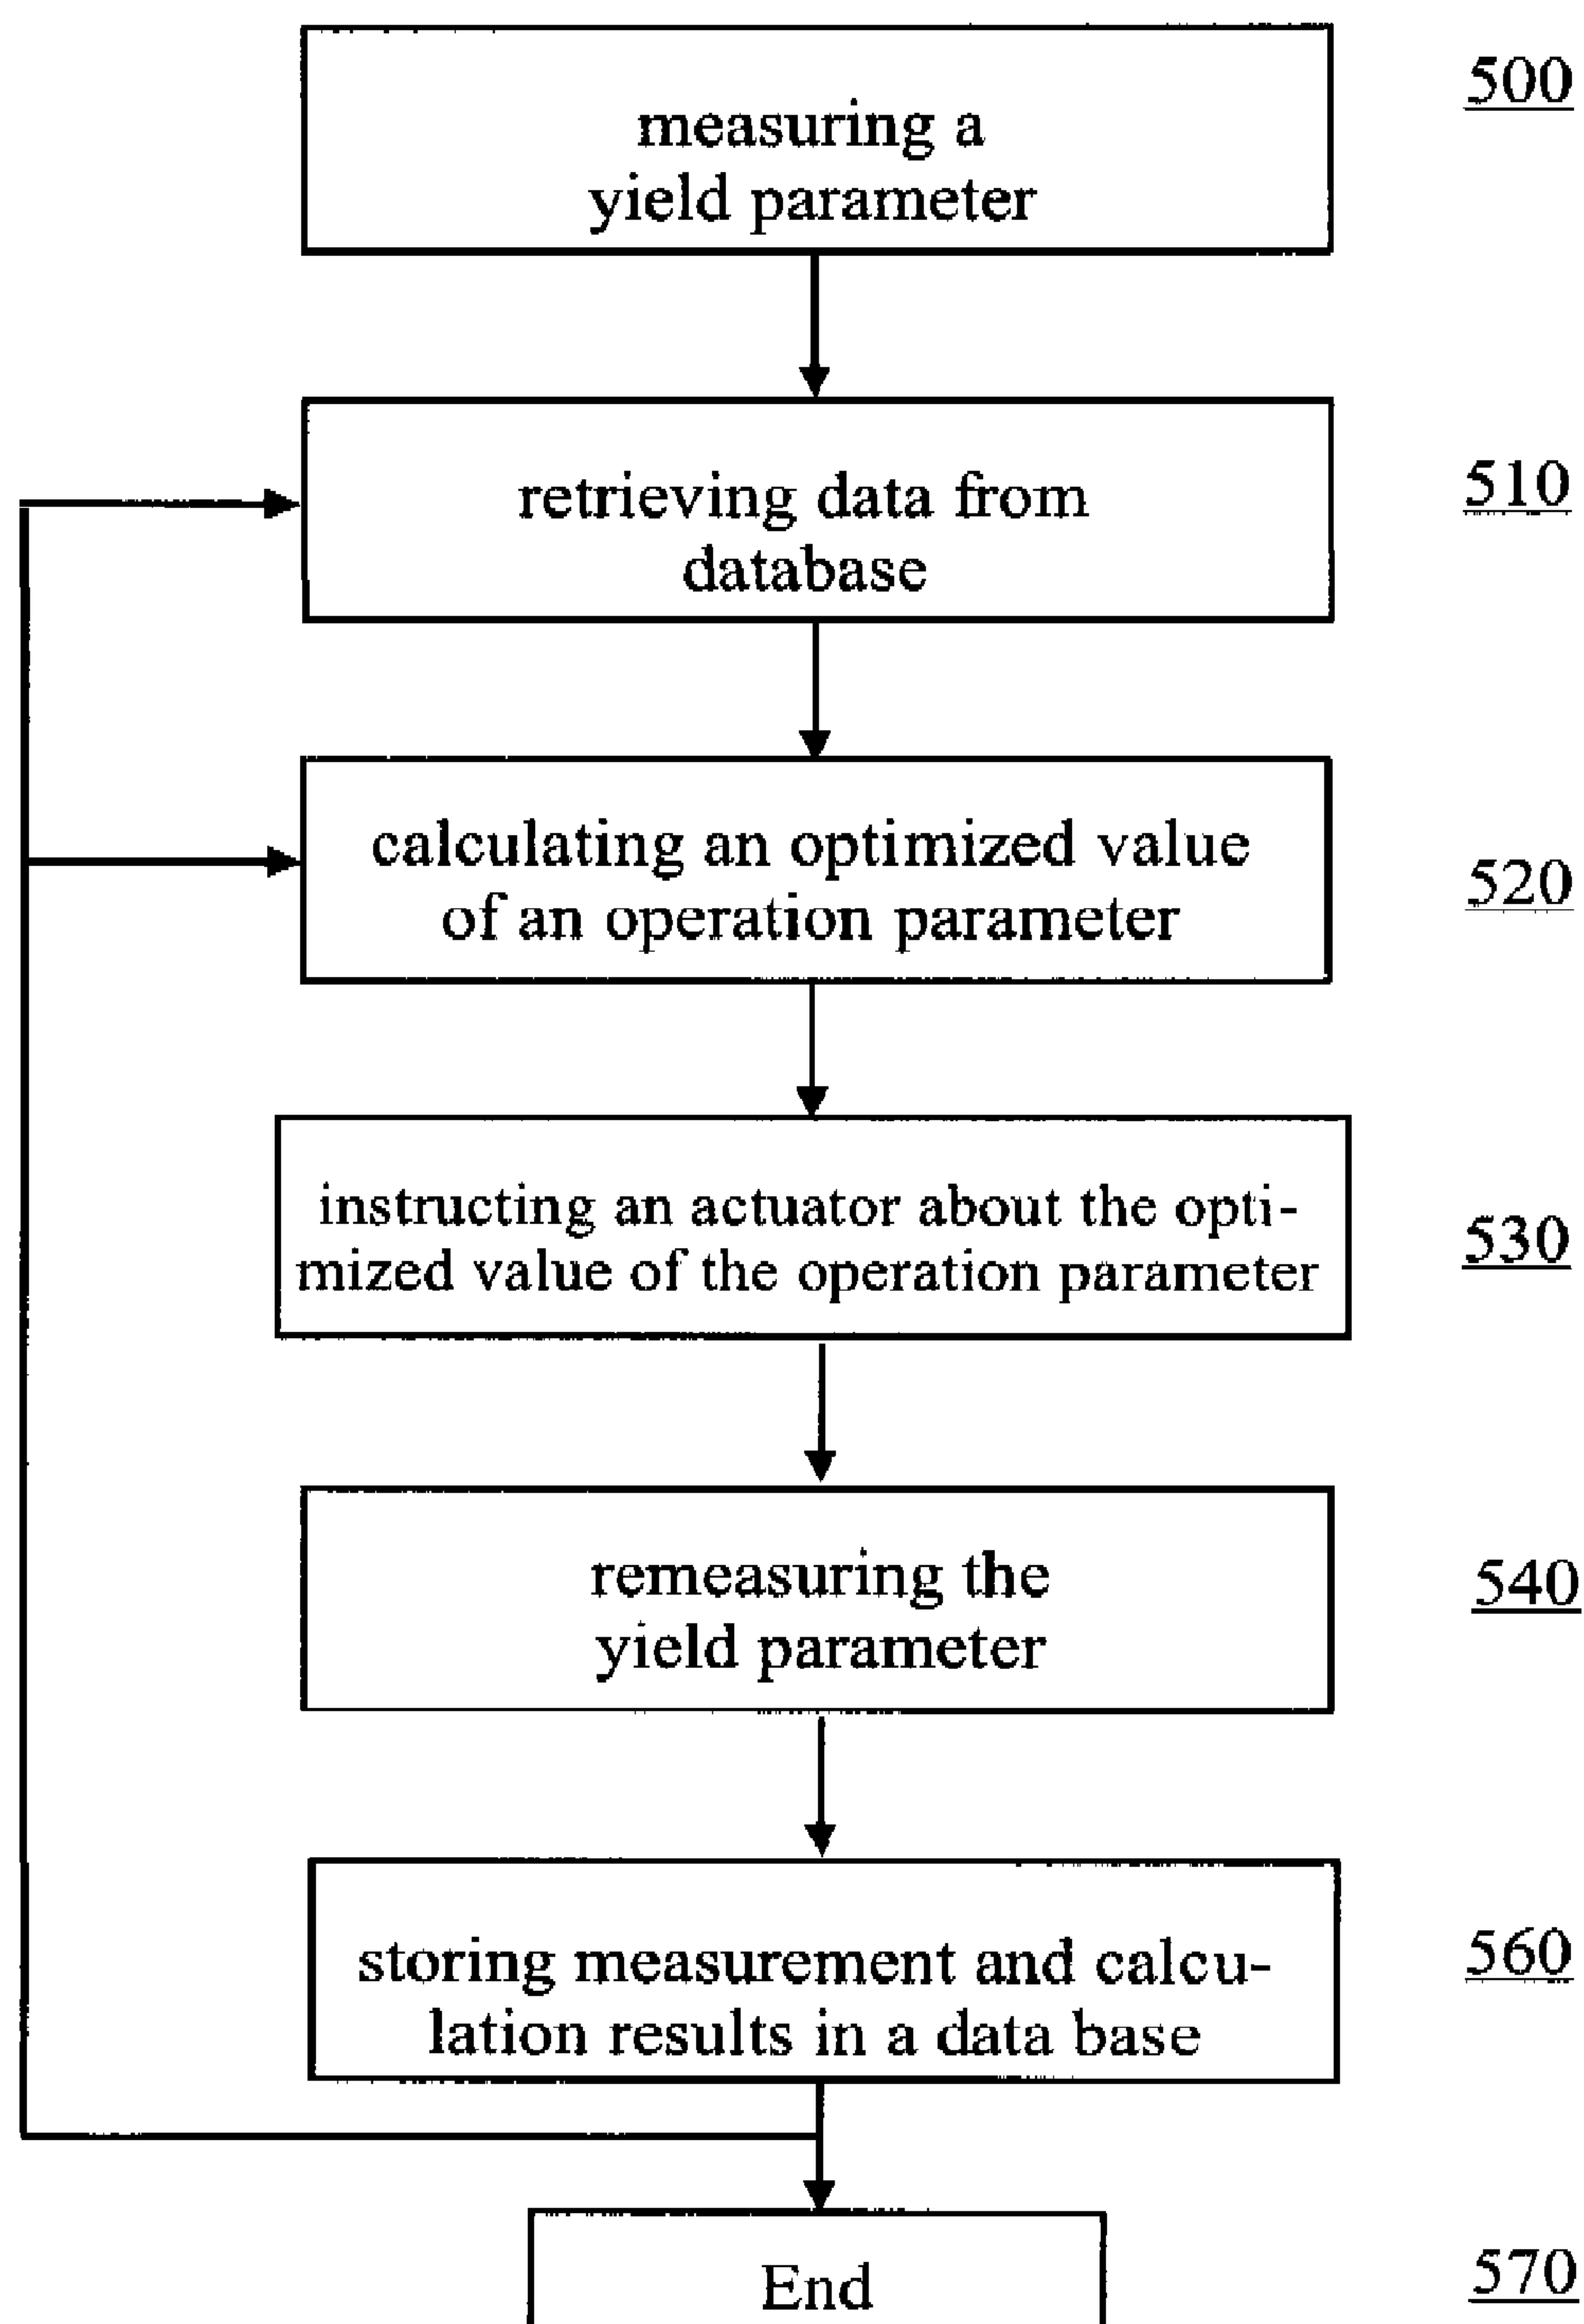 measuring a
yield parameter
500
retrieving data from
database
510
calculating an optimized value
of an operation parameter
520
instructing an actuator about the opti-
mized value of the operation parameter
530
remeasuring the
yield parameter
540
storing measurement and calcu-
lation results in a data base
560
End
570